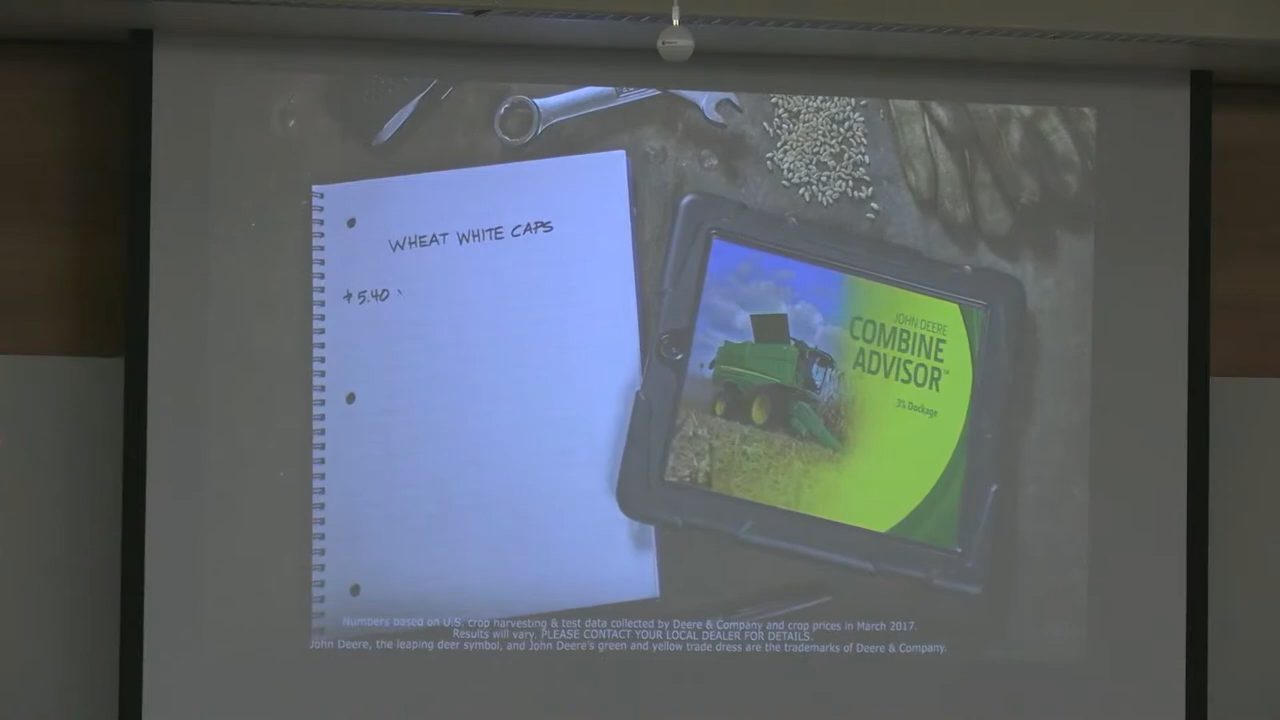 WHEAT WHITE CAPS
$5.40
JOHN DEERE
COMBINE
ADVISOR™
3% Dockage
Numbers based on U.S. crop harvesting & test data collected by Deere & Company and crop prices in March 2017.
Results will vary. PLEASE CONTACT YOUR LOCAL DEALER FOR DETAILS.
John Deere, the leaping deer symbol, and John Deere's green and yellow trade dress are the trademarks of Deere & Company.